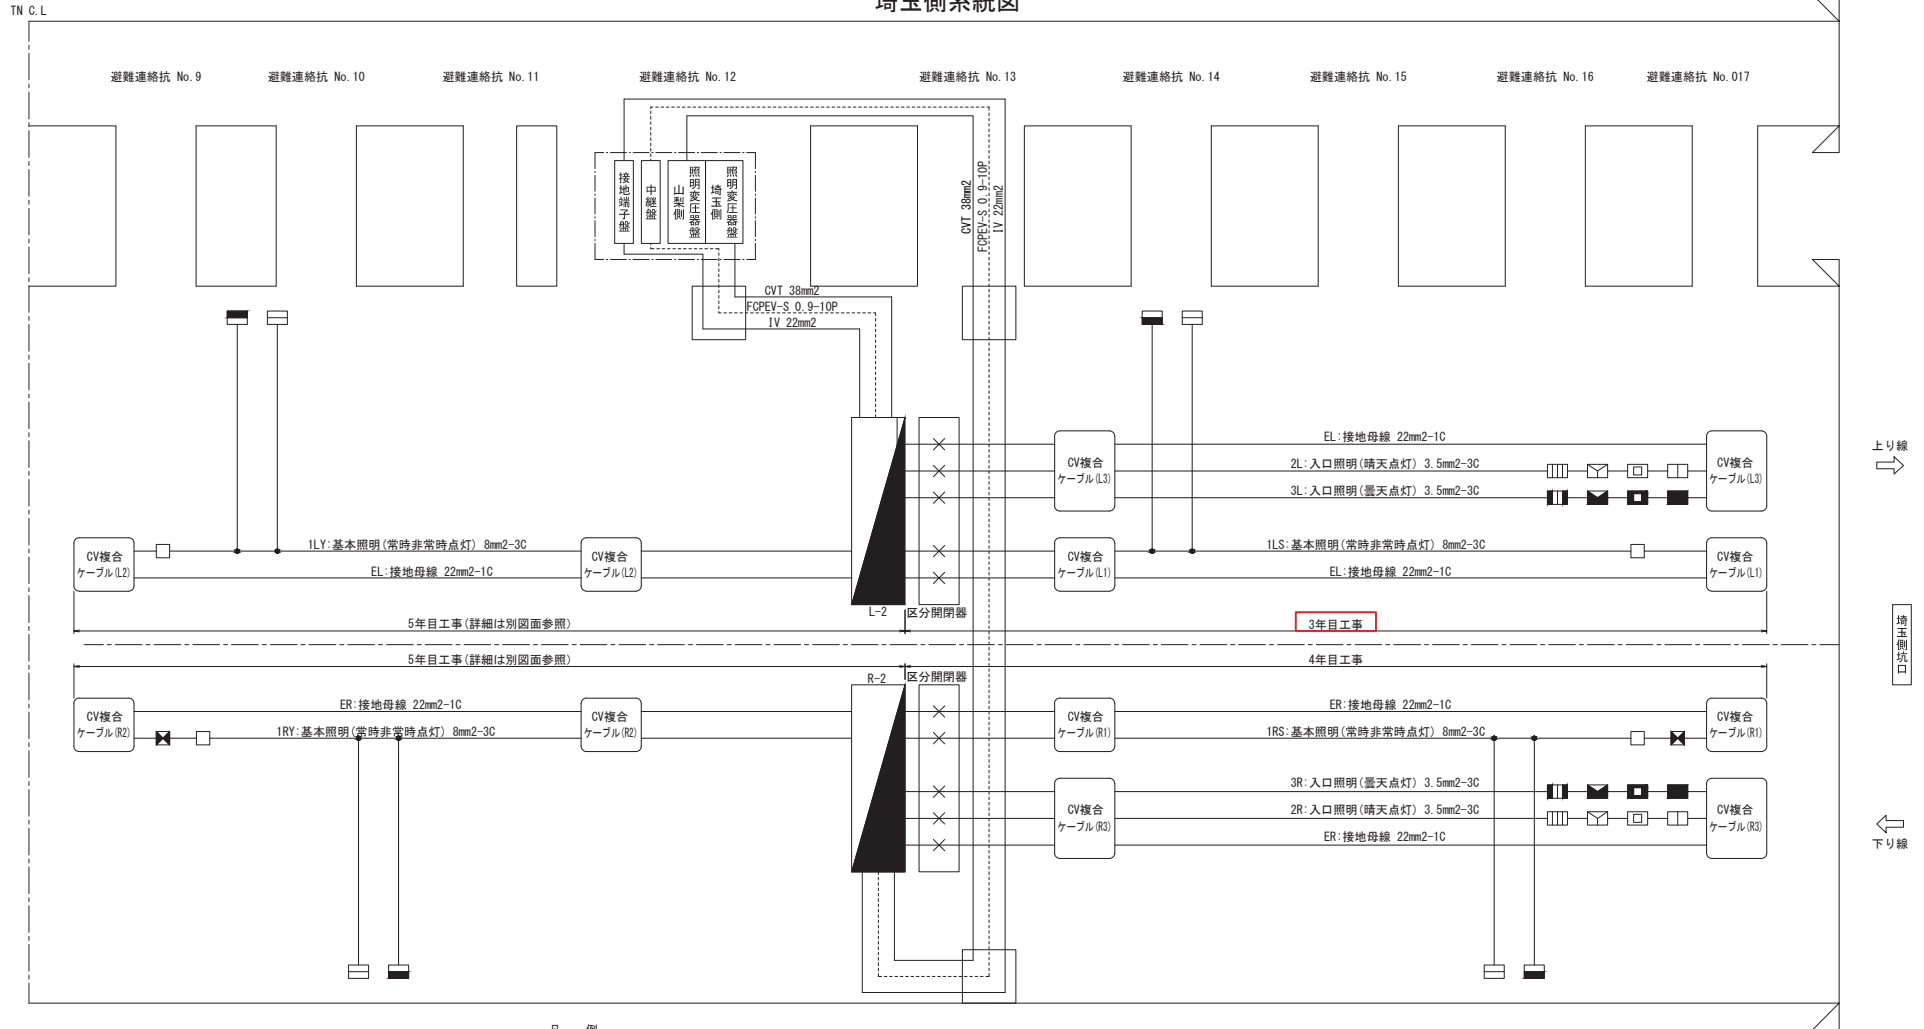 埼玉側系統図
TN C.L
避難連絡抗 No.9
避難連絡抗 No.10
避難連絡抗 No.11
避難連絡抗 No.12
避難連絡抗 No.13
避難連絡抗 No.14
避難連絡抗 No.15
避難連絡抗 No.16
避難連絡抗 No.017
接地端子盤
中継盤
照明変圧器盤
山梨側
照明変圧器盤
埼玉側
CVT 38mm2
FCPEV-S 0.9-10P
IV 22mm2
CVT 38mm2
FCPEV-S 0.9-10P
IV 22mm2
EL:接地母線 22mm2-1C
2L:入口照明(晴天点灯) 3.5mm2-3C
3L:入口照明(曇天点灯) 3.5mm2-3C
CV複合
ケーブル(L3)
CV複合
ケーブル(L3)
上り線
CV複合
ケーブル(L2)
1LY:基本照明(常時非常時点灯) 8mm2-3C
EL:接地母線 22mm2-1C
CV複合
ケーブル(L2)
CV複合
ケーブル(L1)
1LS:基本照明(常時非常時点灯) 8mm2-3C
EL:接地母線 22mm2-1C
CV複合
ケーブル(L1)
L-2
区分開閉器
5年目工事(詳細は別図面参照)
3年目工事
埼玉側坑口
5年目工事(詳細は別図面参照)
4年目工事
R-2
区分開閉器
CV複合
ケーブル(R2)
ER:接地母線 22mm2-1C
1RY:基本照明(常時非常時点灯) 8mm2-3C
CV複合
ケーブル(R2)
CV複合
ケーブル(R1)
ER:接地母線 22mm2-1C
1RS:基本照明(常時非常時点灯) 8mm2-3C
CV複合
ケーブル(R1)
CV複合
ケーブル(R3)
3R:入口照明(曇天点灯) 3.5mm2-3C
2R:入口照明(晴天点灯) 3.5mm2-3C
ER:接地母線 22mm2-1C
CV複合
ケーブル(R3)
下り線